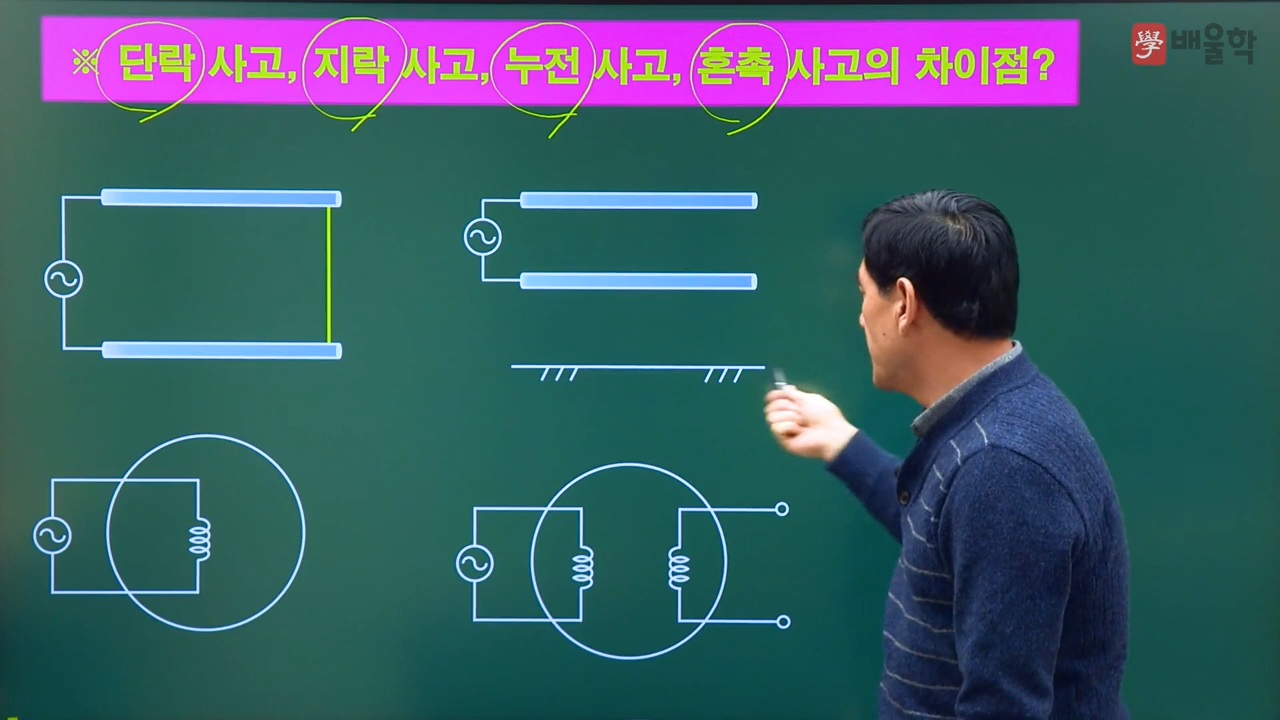 ※ 단락 사고, 지락 사고, 누전 사고, 혼촉 사고의 차이점?
學 배울학